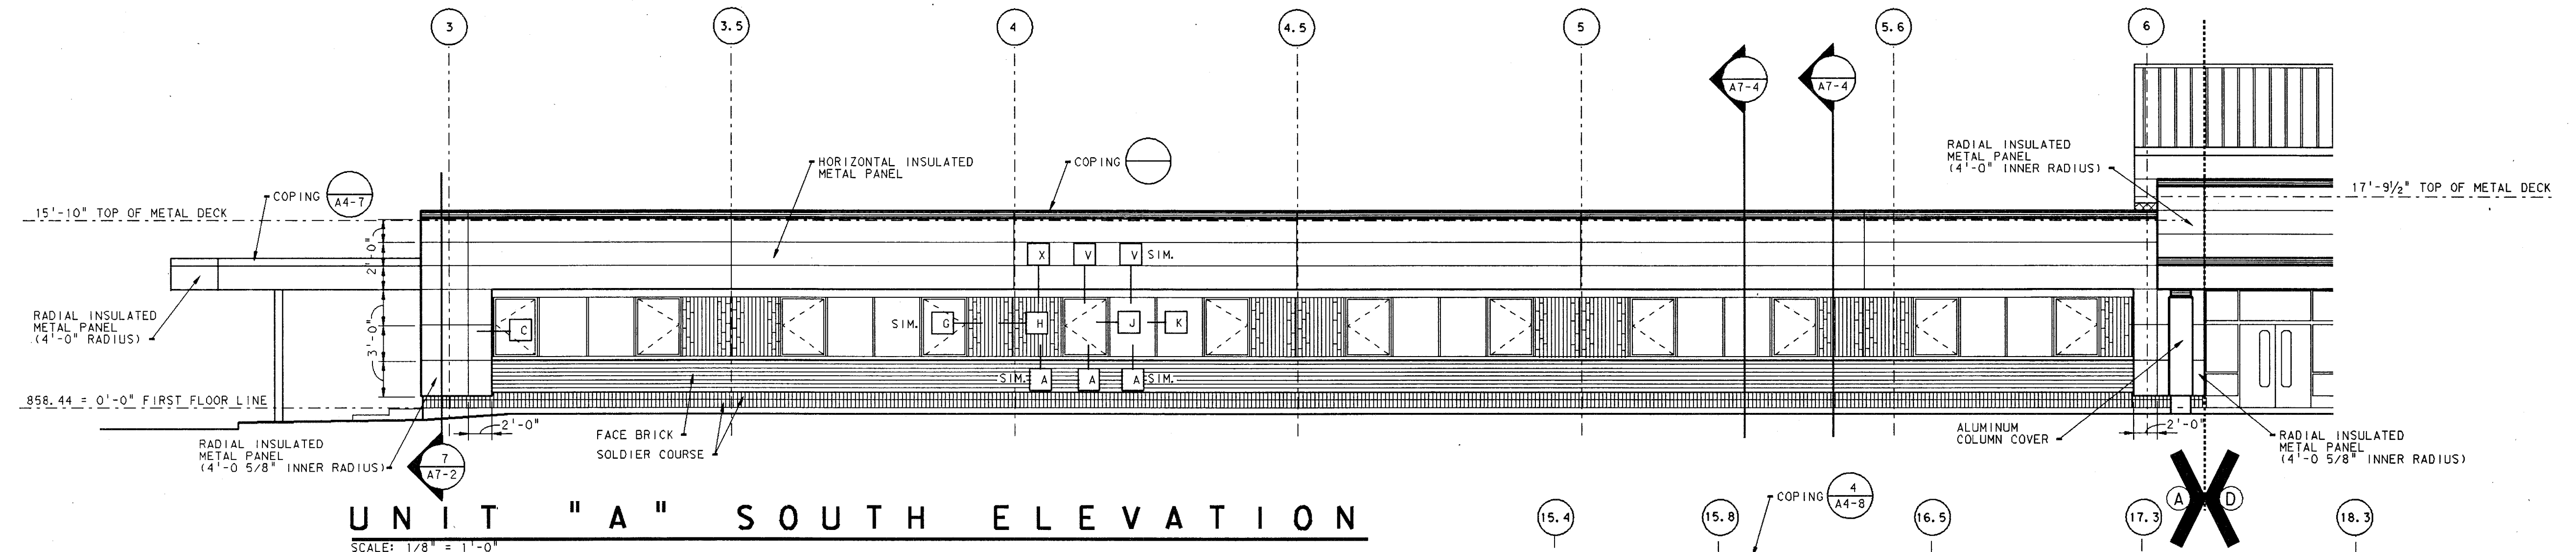 3
3.5
4
4.5
5
5.6
6
A7-4
A7-4
RADIAL INSULATED
METAL PANEL
(4'-0" INNER RADIUS)
HORIZONTAL INSULATED
METAL PANEL
COPING
COPING
A4-7
17'-9½" TOP OF METAL DECK
15'-10" TOP OF METAL DECK
2'-0"
X
V
V
SIM.
RADIAL INSULATED
METAL PANEL
(4'-0" RADIUS)
C
SIM.
G
H
J
K
3'-0"
SIM.
A
A
A
SIM.
858.44 = 0'-0" FIRST FLOOR LINE
2'-0"
FACE BRICK
SOLDIER COURSE
ALUMINUM
COLUMN COVER
2'-0"
RADIAL INSULATED
METAL PANEL
(4'-0 5/8" INNER RADIUS)
RADIAL INSULATED
METAL PANEL
(4'-0 5/8" INNER RADIUS)
7
A7-2
COPING
4
A4-8
A
D
UNIT "A" SOUTH ELEVATION
SCALE: 1/8" = 1'-0"
15.4
15.8
16.5
17.3
18.3